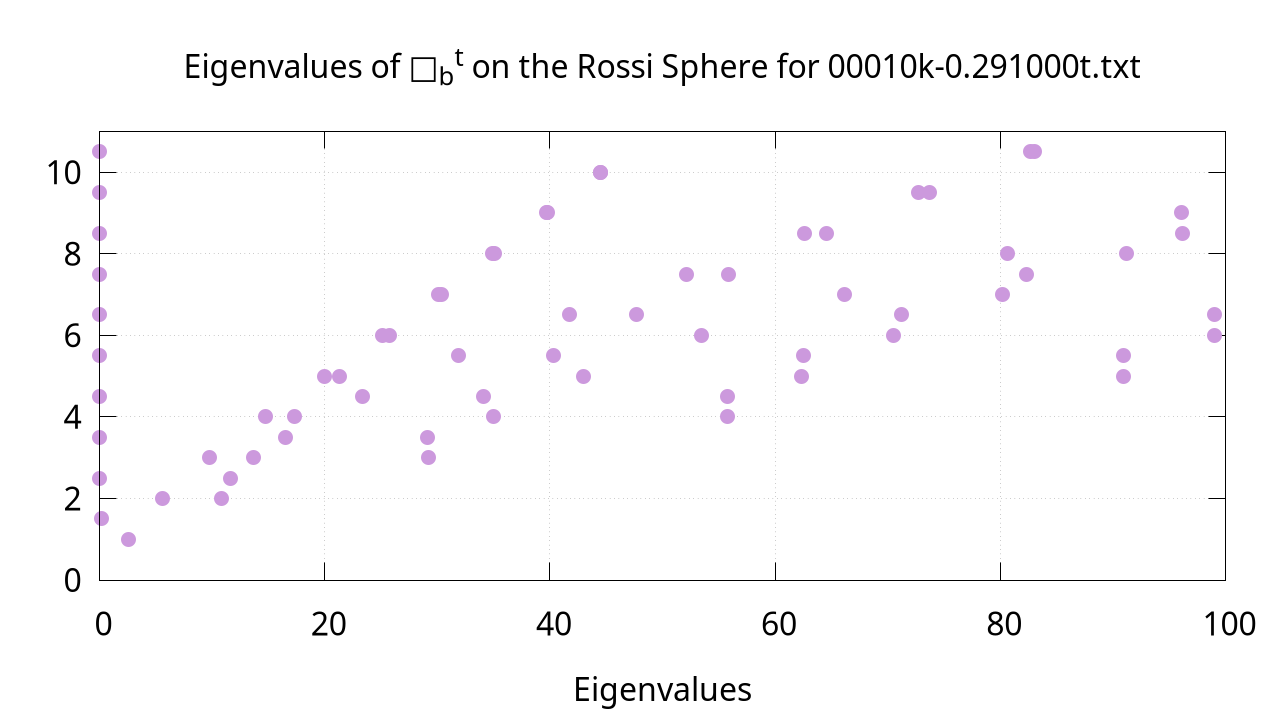 Eigenvalues of □b^t on the Rossi Sphere for 00010k-0.291000t.txt
10
8
6
4
2
0
0 20 40 60 80 100
Eigenvalues